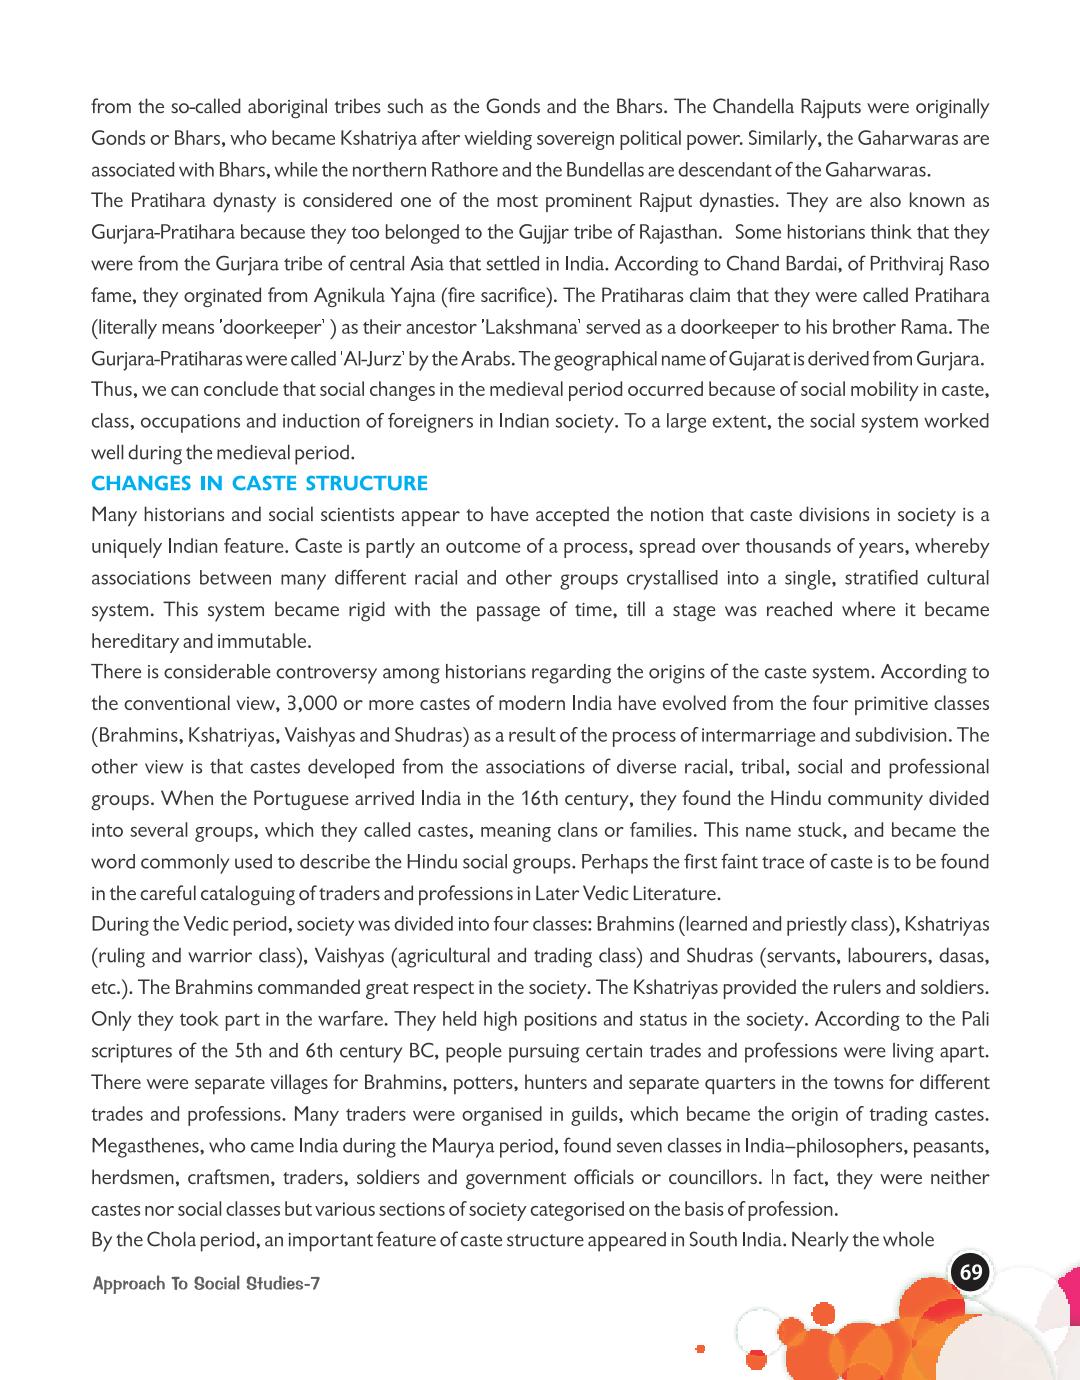 from the so-called aboriginal tribes such as the Gonds and the Bhars. The Chandella Rajputs were originally
Gonds or Bhars, who became Kshatriya after wielding sovereign political power. Similarly, the Gaharwaras are
associated with Bhars, while the northern Rathore and the Bundellas are descendant of the Gaharwaras.
The Pratihara dynasty is considered one of the most prominent Rajput dynasties. They are also known as
Gurjara-Pratihara because they too belonged to the Gujjar tribe of Rajasthan. Some historians think that they
were from the Gurjara tribe of central Asia that settled in India. According to Chand Bardai, of Prithviraj Raso
fame, they orginated from Agnikula Yajna (fire sacrifice). The Pratiharas claim that they were called Pratihara
(literally means 'doorkeeper' ) as their ancestor 'Lakshmana' served as a doorkeeper to his brother Rama. The
Gurjara-Pratiharas were called 'Al-Jurz' by the Arabs. The geographical name of Gujarat is derived from Gurjara.
Thus, we can conclude that social changes in the medieval period occurred because of social mobility in caste,
class, occupations and induction of foreigners in Indian society. To a large extent, the social system worked
well during the medieval period.
CHANGES IN CASTE STRUCTURE
Many historians and social scientists appear to have accepted the notion that caste divisions in society is a
uniquely Indian feature. Caste is partly an outcome of a process, spread over thousands of years, whereby
associations between many different racial and other groups crystallised into a single, stratified cultural
system. This system became rigid with the passage of time, till a stage was reached where it became
hereditary and immutable.
There is considerable controversy among historians regarding the origins of the caste system. According to
the conventional view, 3,000 or more castes of modern India have evolved from the four primitive classes
(Brahmins, Kshatriyas, Vaishyas and Shudras) as a result of the process of intermarriage and subdivision. The
other view is that castes developed from the associations of diverse racial, tribal, social and professional
groups. When the Portuguese arrived India in the 16th century, they found the Hindu community divided
into several groups, which they called castes, meaning clans or families. This name stuck, and became the
word commonly used to describe the Hindu social groups. Perhaps the first faint trace of caste is to be found
in the careful cataloguing of traders and professions in Later Vedic Literature.
During the Vedic period, society was divided into four classes: Brahmins (learned and priestly class), Kshatriyas
(ruling and warrior class), Vaishyas (agricultural and trading class) and Shudras (servants, labourers, dasas,
etc.). The Brahmins commanded great respect in the society. The Kshatriyas provided the rulers and soldiers.
Only they took part in the warfare. They held high positions and status in the society. According to the Pali
scriptures of the 5th and 6th century BC, people pursuing certain trades and professions were living apart.
There were separate villages for Brahmins, potters, hunters and separate quarters in the towns for different
trades and professions. Many traders were organised in guilds, which became the origin of trading castes.
Megasthenes, who came India during the Maurya period, found seven classes in India–philosophers, peasants,
herdsmen, craftsmen, traders, soldiers and government officials or councillors. In fact, they were neither
castes nor social classes but various sections of society categorised on the basis of profession.
By the Chola period, an important feature of caste structure appeared in South India. Nearly the whole
Approach To Social Studies-7
69